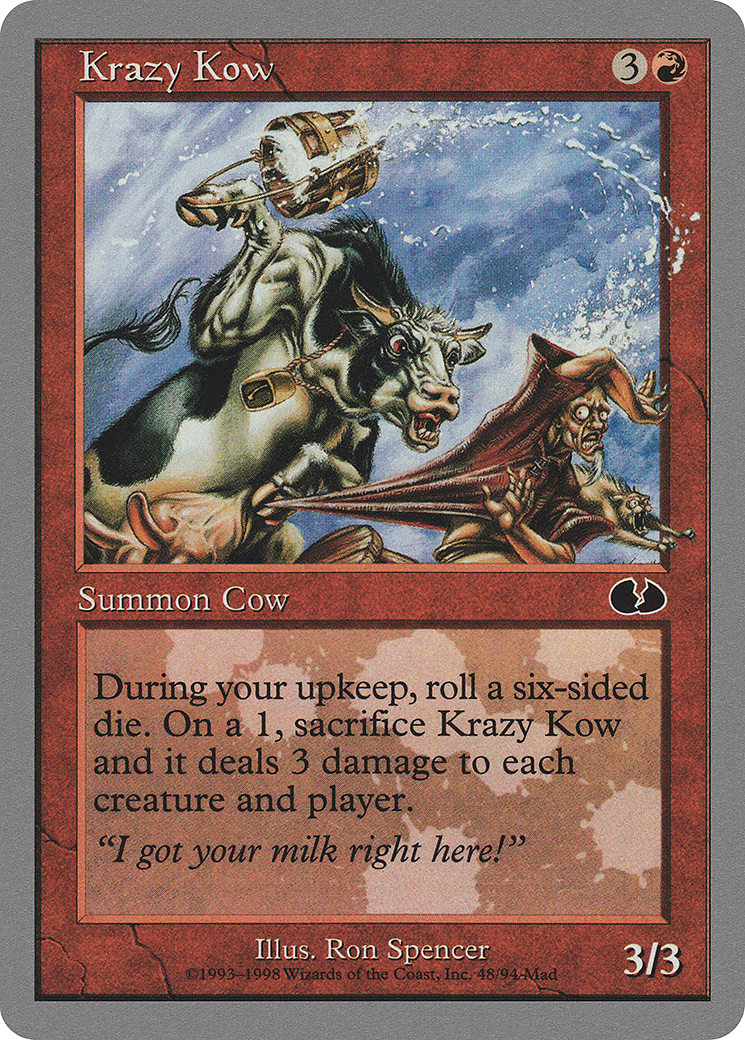 Krazy Kow
3
Summon Cow
During your upkeep, roll a six-sided
die. On a 1, sacrifice Krazy Kow
and it deals 3 damage to each
creature and player.
“I got your milk right here!”
Illus. Ron Spencer
©1993–1998 Wizards of the Coast, Inc. 48/94-Mad
3/3